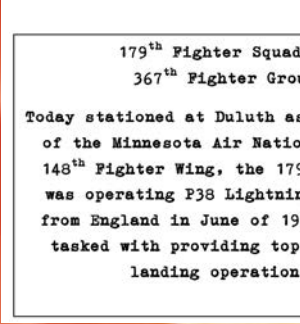 179th Fighter Squad
367th Fighter Grou
Today stationed at Duluth as
of the Minnesota Air Natio
148th Fighter Wing, the 179
was operating P38 Lightnin
from England in June of 19
tasked with providing top
landing operation